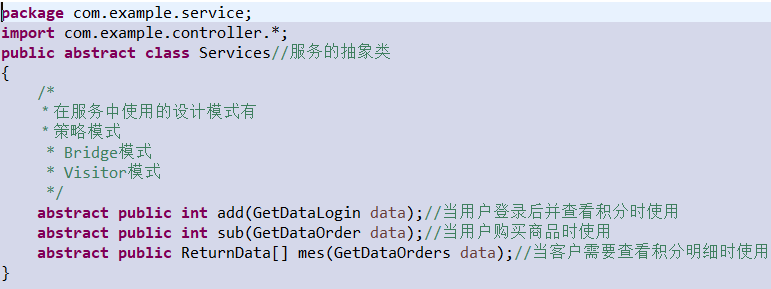 package com.example.service;
import com.example.controller.*;
public abstract class Services//服务的抽象类
{
    /*
     * 在服务中使用的设计模式有
     * 策略模式
     * Bridge模式
     * Visitor模式
     */
    abstract public int add(GetDataLogin data);//当用户登录后并查看积分时使用
    abstract public int sub(GetDataOrder data);//当用户购买商品时使用
    abstract public ReturnData[] mes(GetDataOrders data);//当客户需要查看积分明细时使用
}